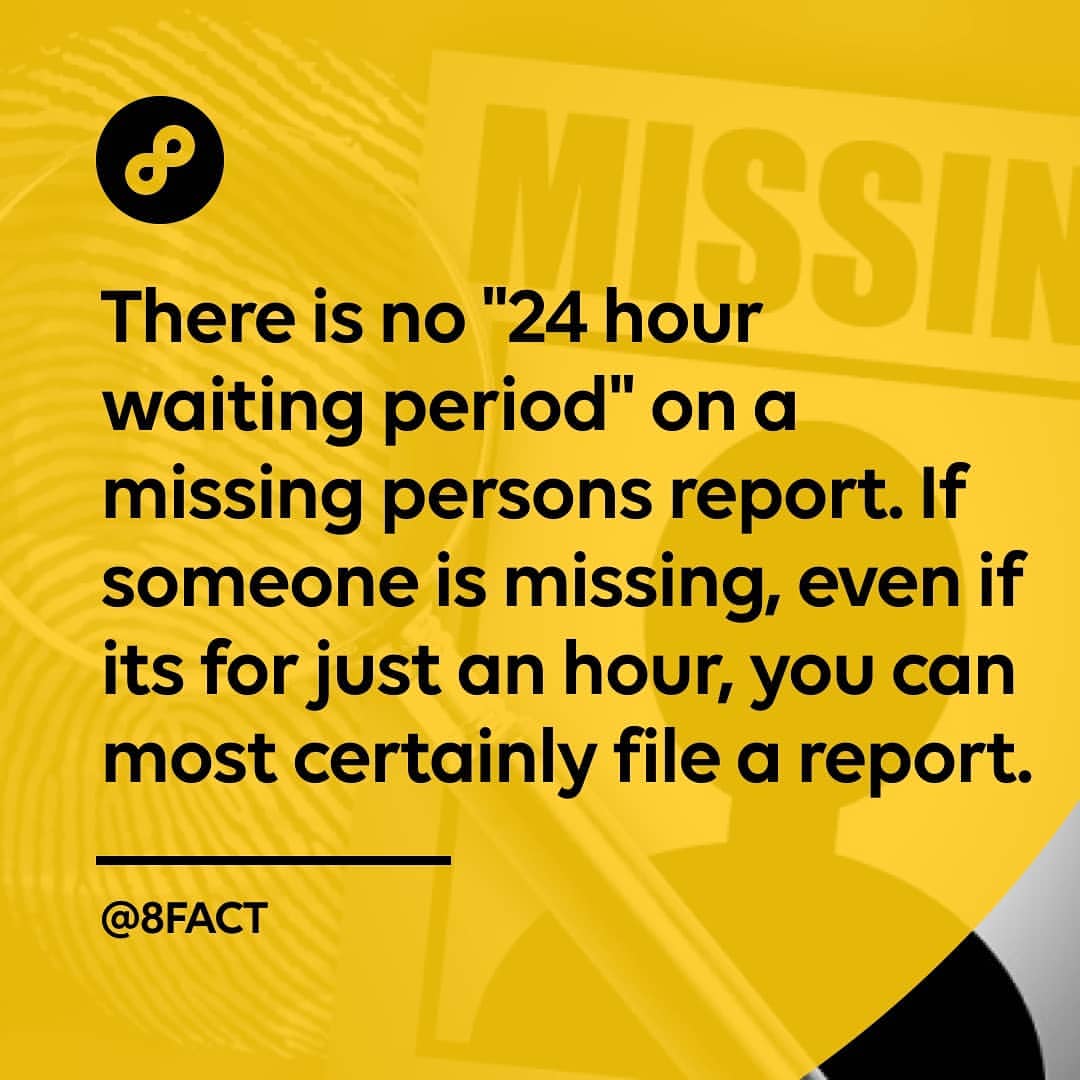 MISSIN
There is no "24 hour
waiting period" on a
missing persons report. If
someone is missing, even if
its for just an hour, you can
most certainly file a report.
@8FACT